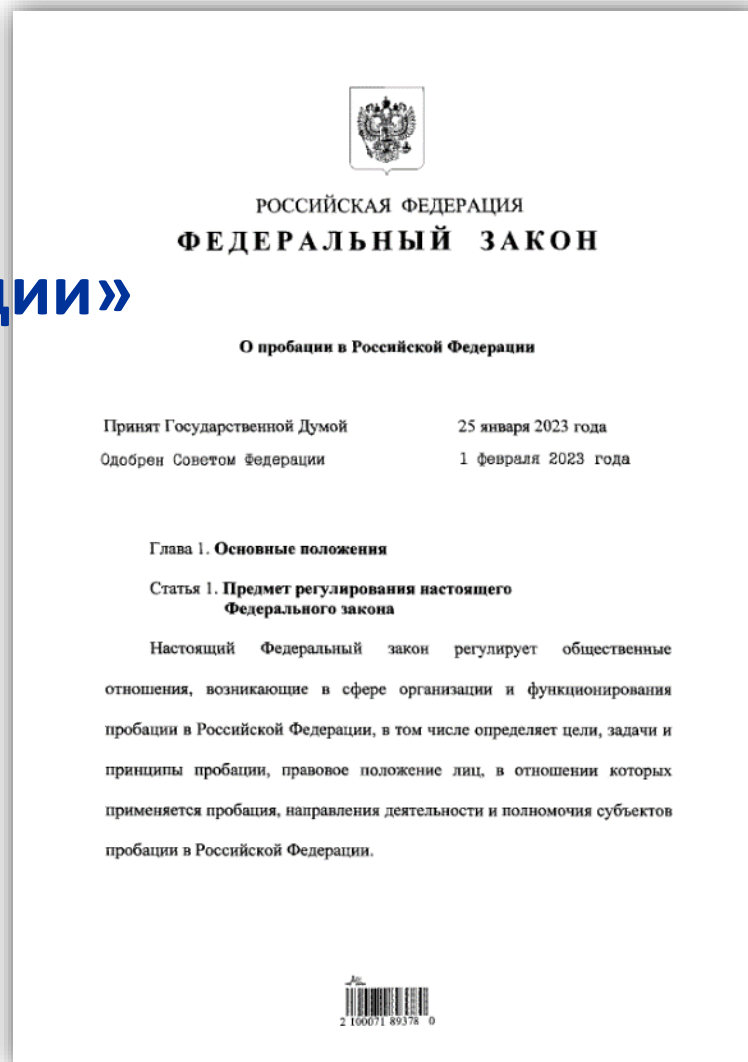 РОССИЙСКАЯ ФЕДЕРАЦИЯ
ФЕДЕРАЛЬНЫЙ ЗАКОН
ции»
О пробации в Российской Федерации
Принят Государственной Думой 25 января 2023 года
Одобрен Советом Федерации 1 февраля 2023 года
Глава 1. Основные положения
Статья 1. Предмет регулирования настоящего
Федерального закона
Настоящий Федеральный закон регулирует общественные
отношения, возникающие в сфере организации и функционирования
пробации в Российской Федерации, в том числе определяет цели, задачи и
принципы пробации, правовое положение лиц, в отношении которых
применяется пробация, направления деятельности и полномочия субъектов
пробации в Российской Федерации.
2 100071 89378 0